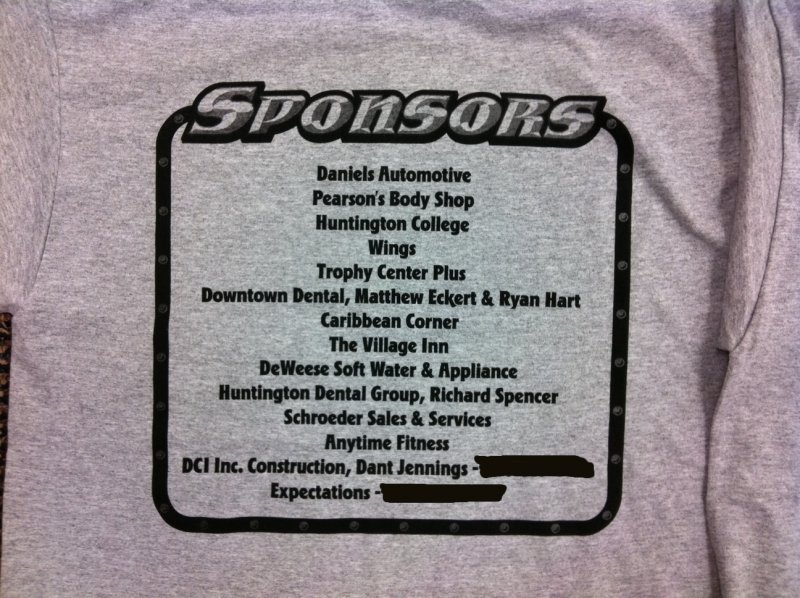 Sponsors
Daniels Automotive
Pearson's Body Shop
Huntington College
Wings
Trophy Center Plus
Downtown Dental, Matthew Eckert & Ryan Hart
Caribbean Corner
The Village Inn
DeWeese Soft Water & Appliance
Huntington Dental Group, Richard Spencer
Schroeder Sales & Services
Anytime Fitness
DCI Inc. Construction, Dant Jennings -
Expectations -